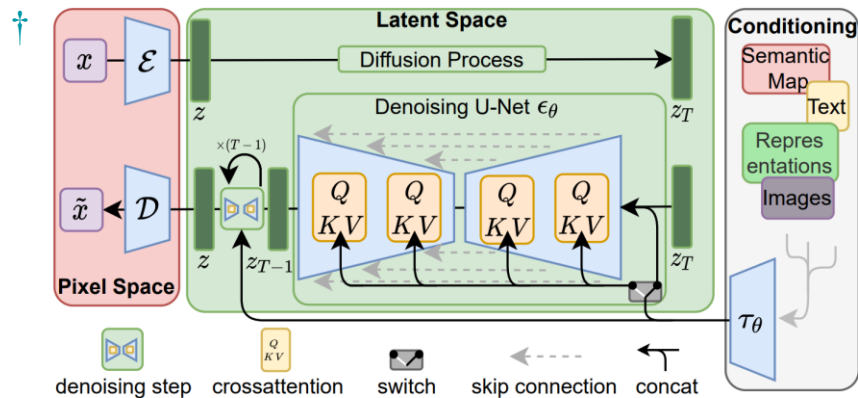 †
Latent Space
Conditioning
x
ℰ
Diffusion Process
Semantic
Map
z
z_T
Text
Denoising U-Net ϵ_θ
×(T−1)
Repres
entations
Q
Q
Q
Q
x̃
𝒟
KV
KV
KV
KV
Images
z
z_{T−1}
z_T
Pixel Space
τ_θ
Q
KV
denoising step
crossattention
switch
skip connection
concat